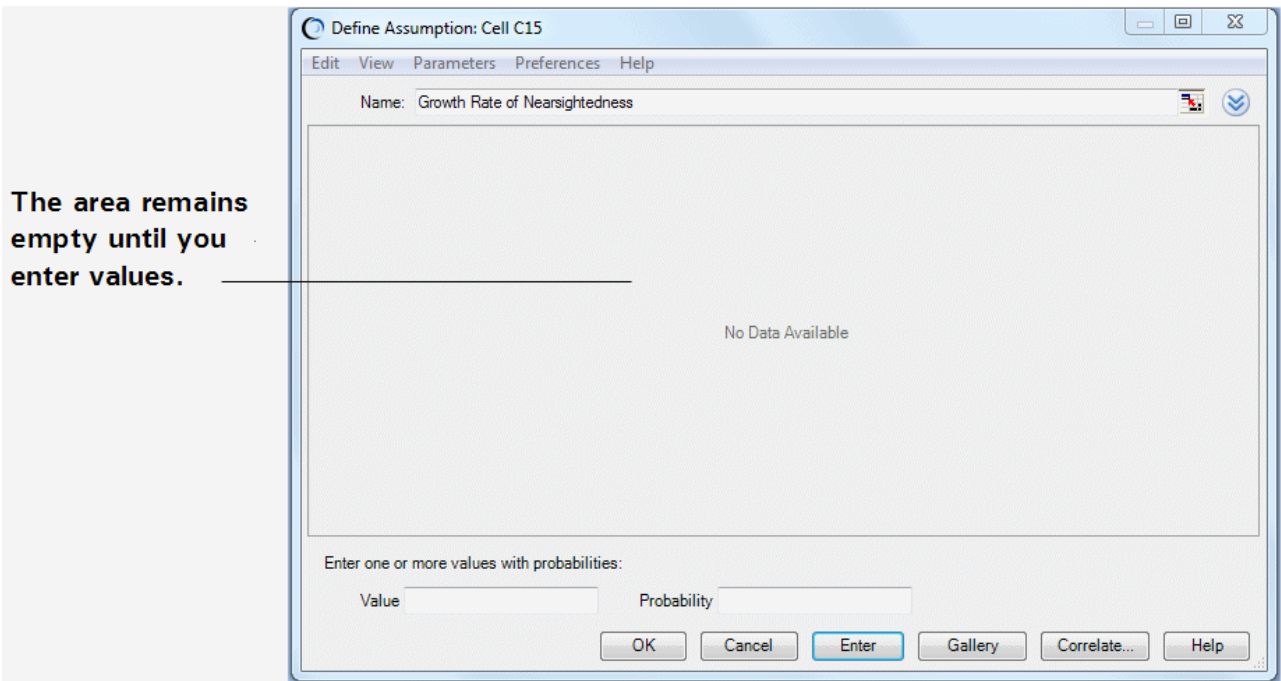 Define Assumption: Cell C15
Edit View Parameters Preferences Help
Name: Growth Rate of Nearsightedness
The area remains
empty until you
enter values.
No Data Available
Enter one or more values with probabilities:
Value Probability
OK Cancel Enter Gallery Correlate... Help